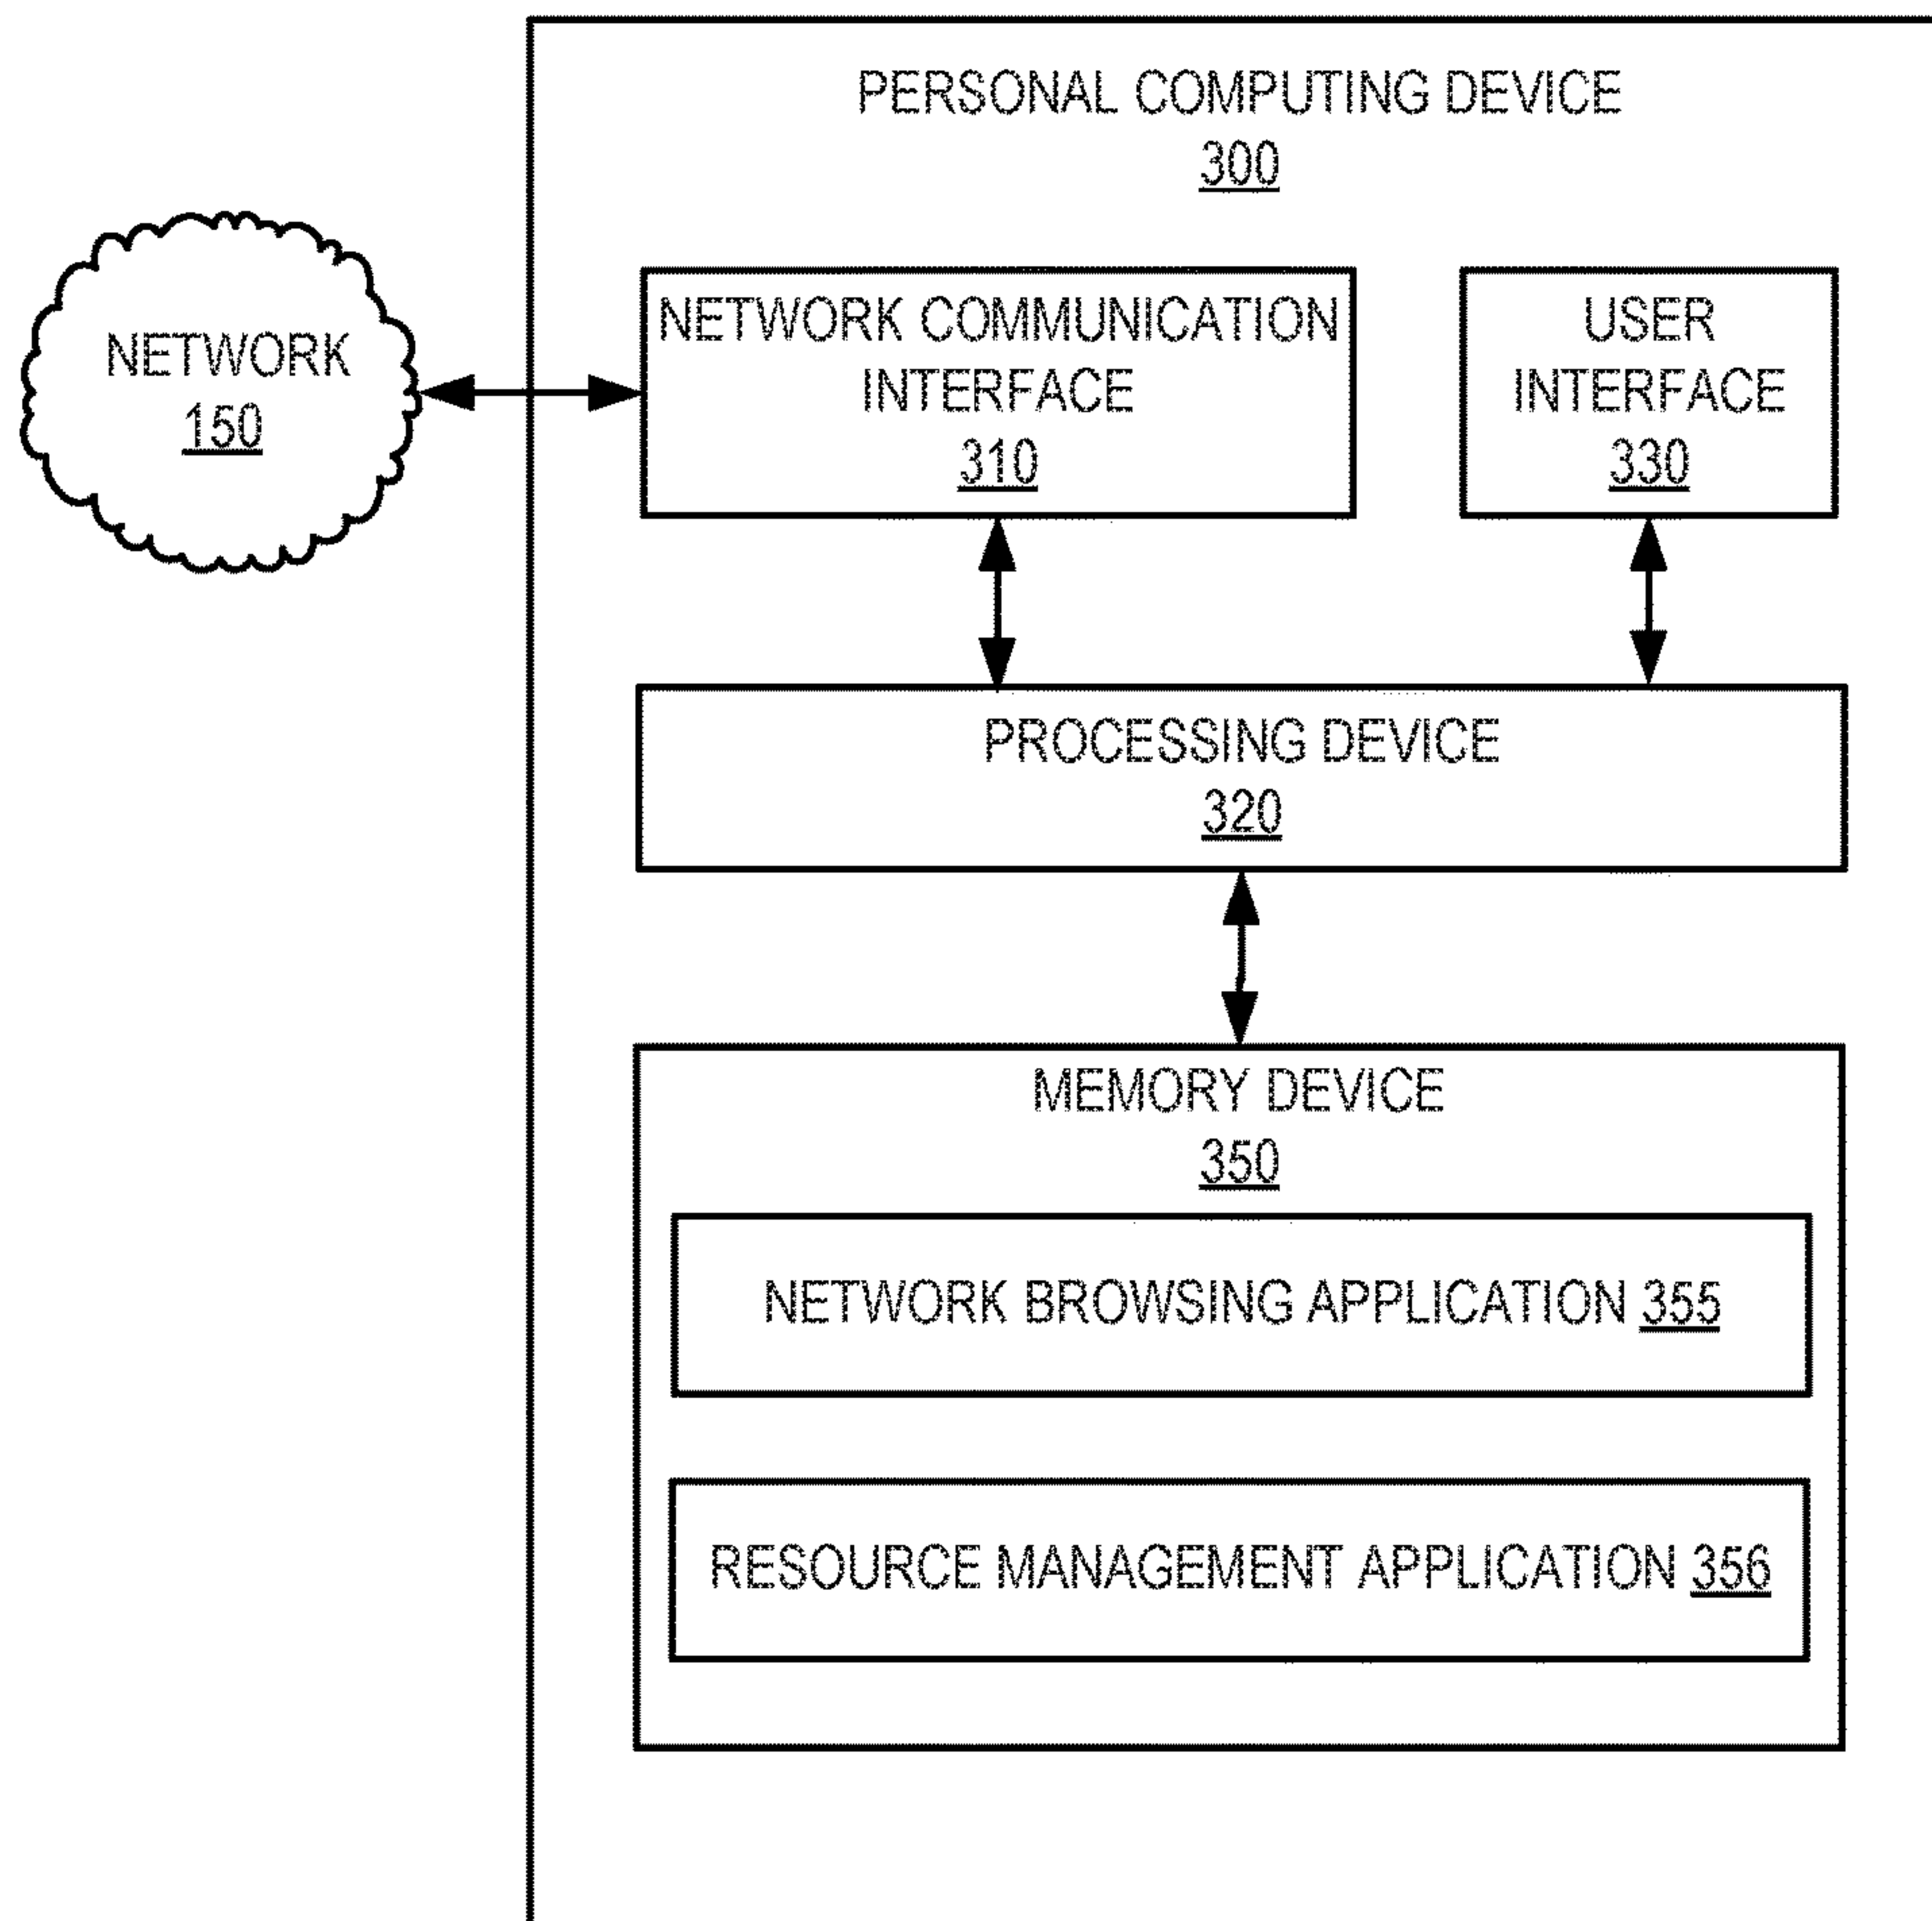 PERSONAL COMPUTING DEVICE
300
NETWORK
150
NETWORK COMMUNICATION
INTERFACE
310
USER
INTERFACE
330
PROCESSING DEVICE
320
MEMORY DEVICE
350
NETWORK BROWSING APPLICATION 355
RESOURCE MANAGEMENT APPLICATION 356